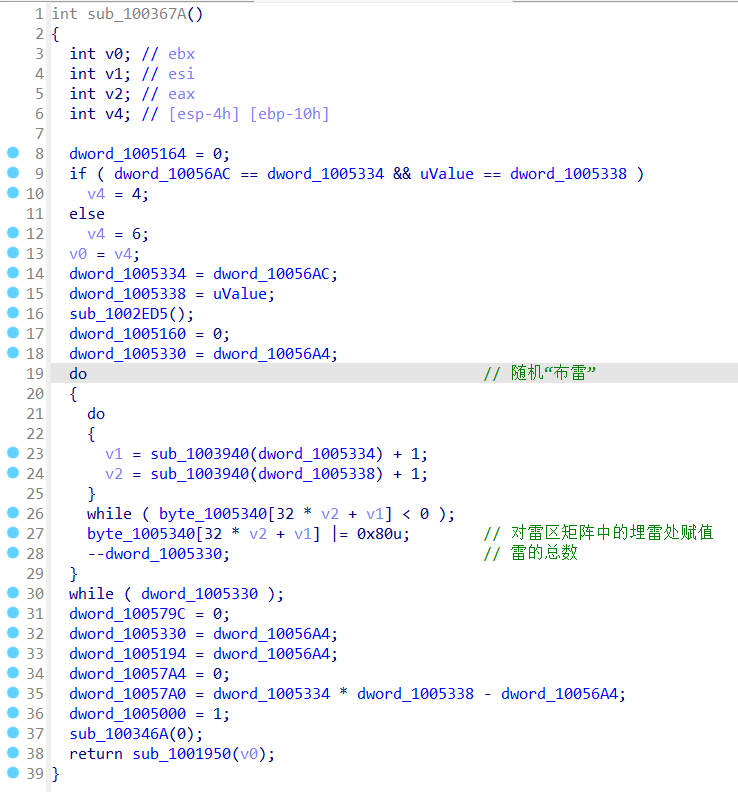 1 int sub_100367A()
2 {
3   int v0; // ebx
4   int v1; // esi
5   int v2; // eax
6   int v4; // [esp-4h] [ebp-10h]
7
8   dword_1005164 = 0;
9   if ( dword_10056AC == dword_1005334 && uValue == dword_1005338 )
10     v4 = 4;
11   else
12     v4 = 6;
13   v0 = v4;
14   dword_1005334 = dword_10056AC;
15   dword_1005338 = uValue;
16   sub_1002ED5();
17   dword_1005160 = 0;
18   dword_1005330 = dword_10056A4;
19   do // 随机“布雷”
20   {
21     do
22     {
23       v1 = sub_1003940(dword_1005334) + 1;
24       v2 = sub_1003940(dword_1005338) + 1;
25     }
26     while ( byte_1005340[32 * v2 + v1] < 0 );
27     byte_1005340[32 * v2 + v1] |= 0x80u; // 对雷区矩阵中的埋雷处赋值
28     --dword_1005330; // 雷的总数
29   }
30   while ( dword_1005330 );
31   dword_100579C = 0;
32   dword_1005330 = dword_10056A4;
33   dword_1005194 = dword_10056A4;
34   dword_10057A4 = 0;
35   dword_10057A0 = dword_1005334 * dword_1005338 - dword_10056A4;
36   dword_1005000 = 1;
37   sub_100346A(0);
38   return sub_1001950(v0);
39 }